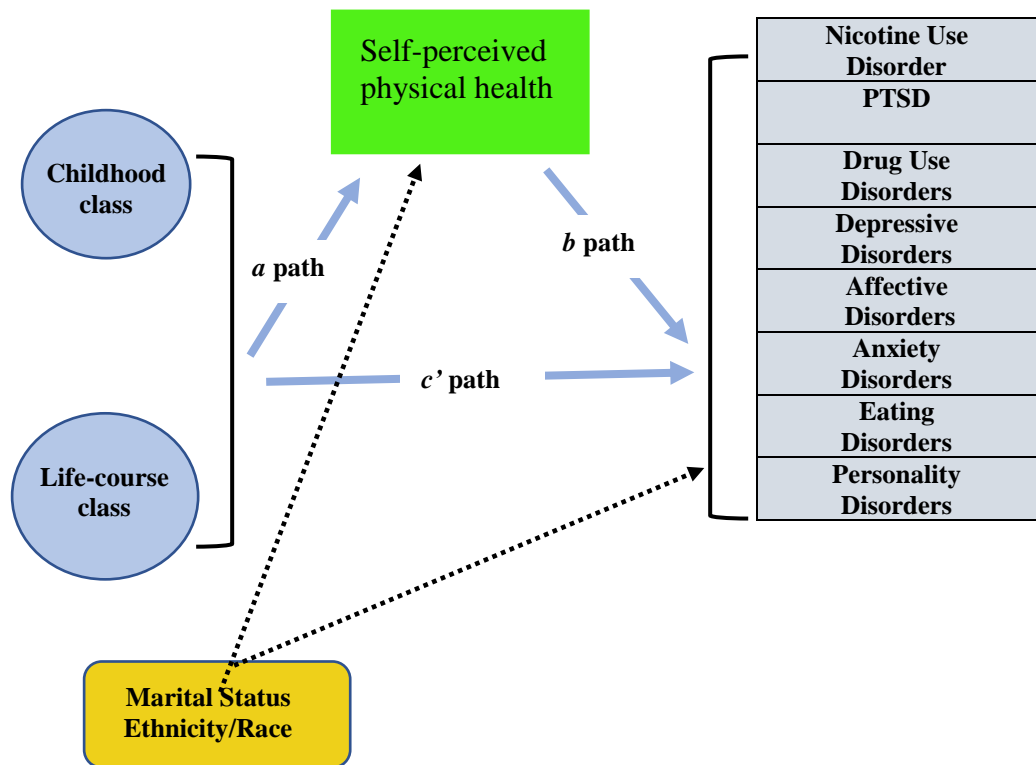 Self-perceived
physical health
Nicotine Use
Disorder
PTSD
Drug Use
Disorders
Depressive
Disorders
Affective
Disorders
Anxiety
Disorders
Eating
Disorders
Personality
Disorders
Childhood
class
a path
b path
c’ path
Life-course
class
Marital Status
Ethnicity/Race